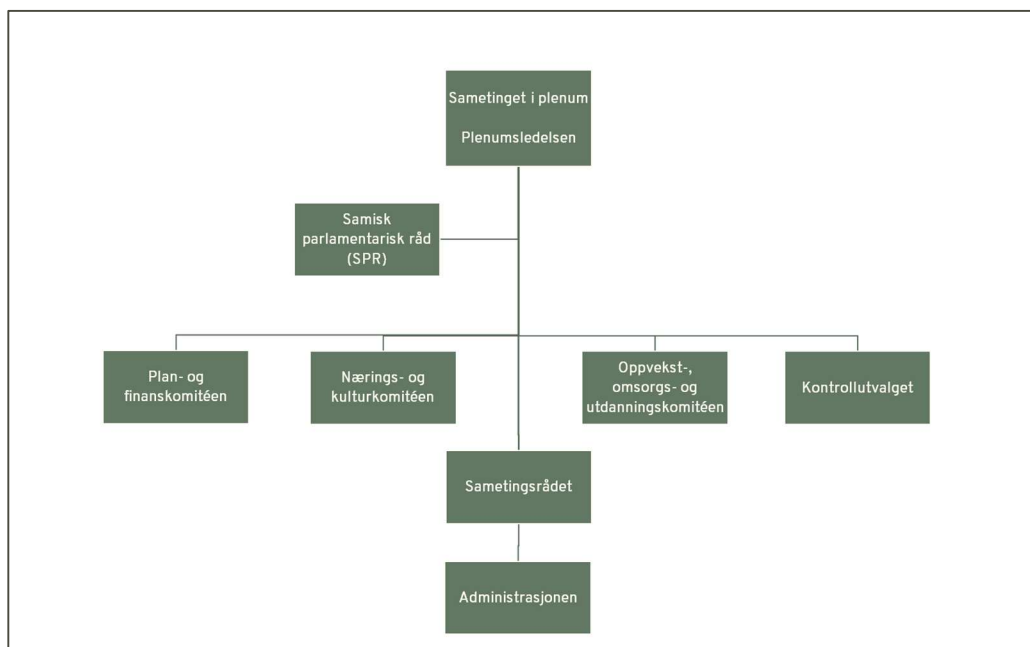 Sametinget i plenum
Plenumsledelsen
Samisk
parlamentarisk råd
(SPR)
Plan- og
finanskomitéen
Nærings- og
kulturkomitéen
Oppvekst-,
omsorgs- og
utdanningskomitéen
Kontrollutvalget
Sametingsrådet
Administrasjonen